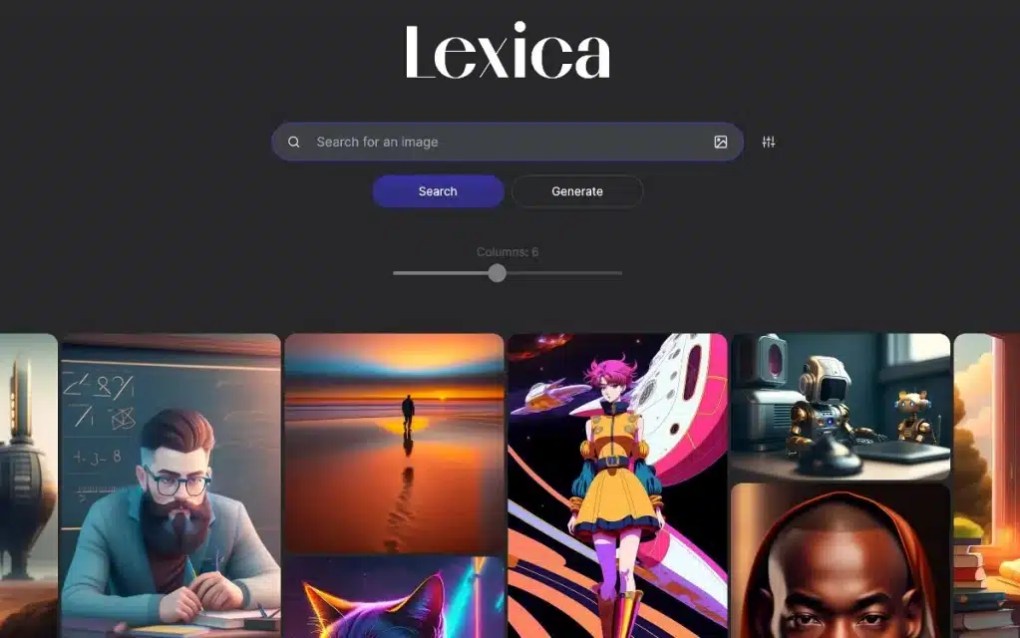 Lexica
Search for an image
Search
Generate
Columns: 6